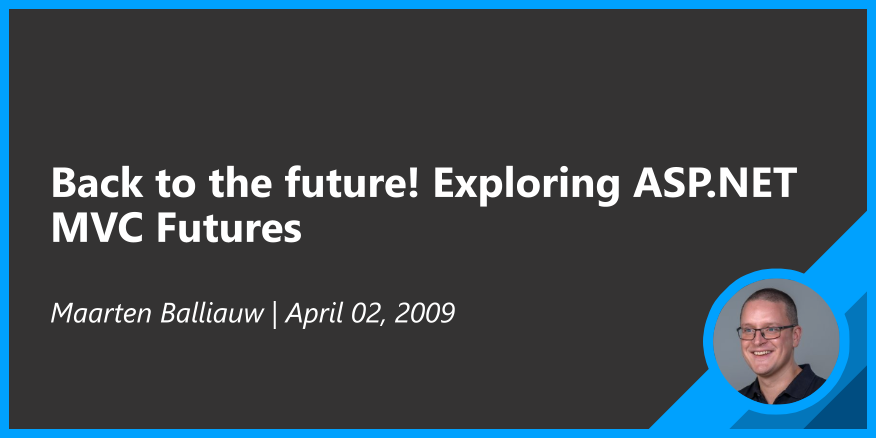 Back to the future! Exploring ASP.NET
MVC Futures
Maarten Balliauw | April 02, 2009